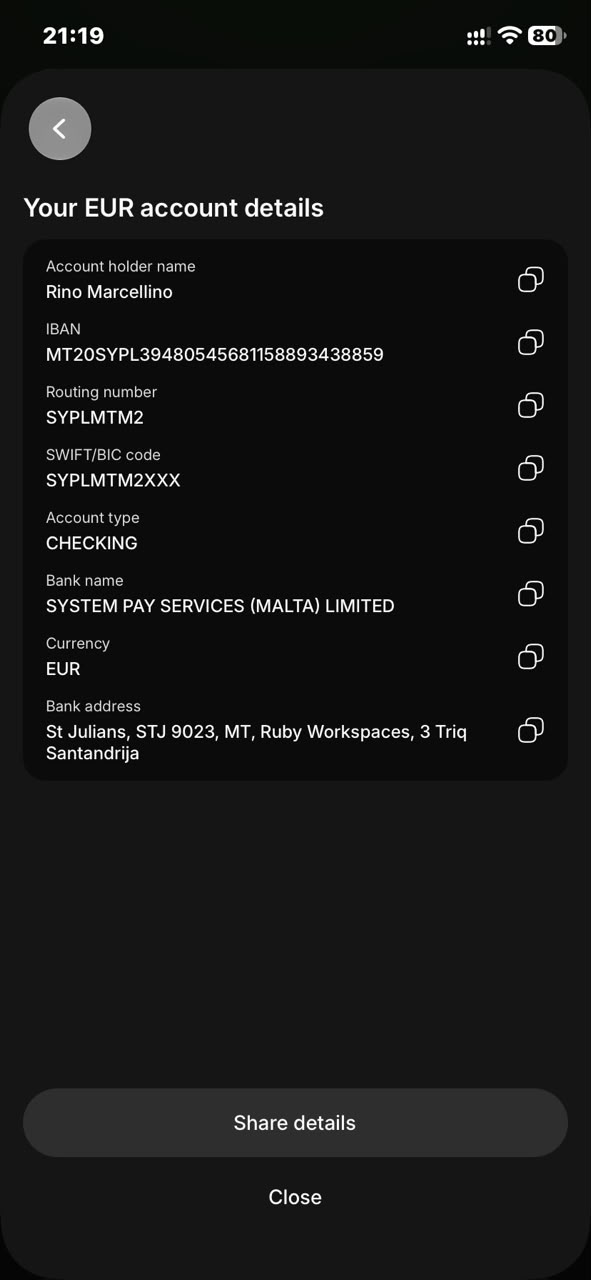 21:19
80
Your EUR account details
Account holder name
Rino Marcellino
IBAN
MT20SYPL39480545681158893438859
Routing number
SYPLMTM2
SWIFT/BIC code
SYPLMTM2XXX
Account type
CHECKING
Bank name
SYSTEM PAY SERVICES (MALTA) LIMITED
Currency
EUR
Bank address
St Julians, STJ 9023, MT, Ruby Workspaces, 3 Triq
Santandrija
Share details
Close